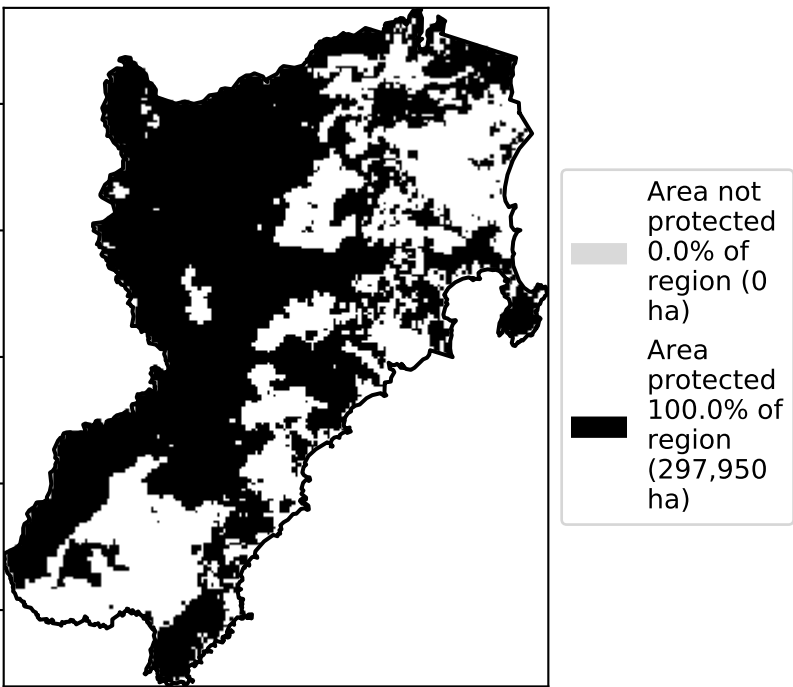 Area not
protected
0.0% of
region (0
ha)
Area
protected
100.0% of
region
(297,950
ha)